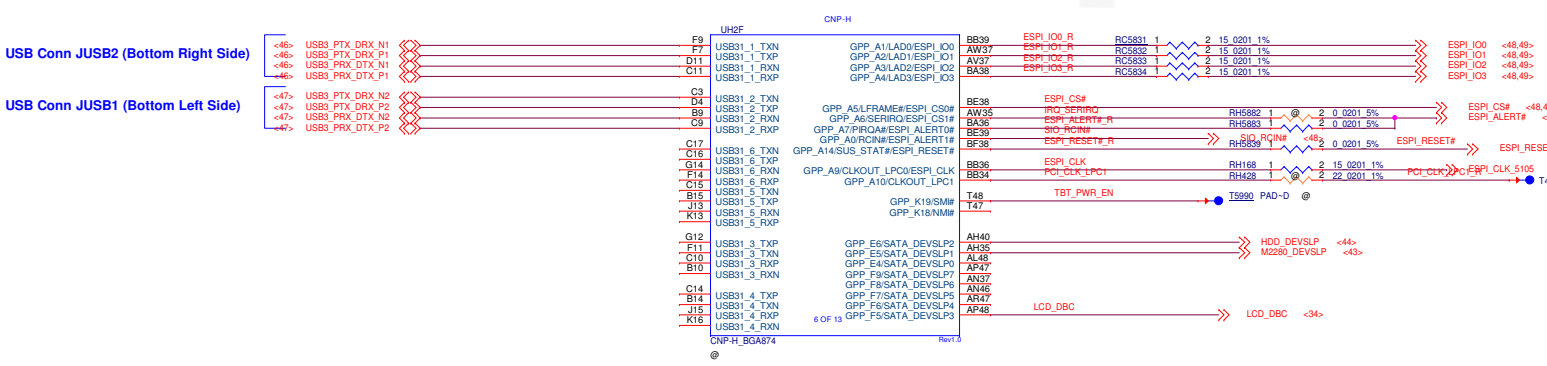 CNP-H
UH2F
USB Conn JUSB2 (Bottom Right Side)
<46> USB3_PTX_DRX_N1 F9 USB31_1_TXN
<46> USB3_PTX_DRX_P1 F7 USB31_1_TXP
<46> USB3_PRX_DTX_N1 D11 USB31_1_RXN
<46> USB3_PRX_DTX_P1 C11 USB31_1_RXP
USB Conn JUSB1 (Bottom Left Side)
<47> USB3_PTX_DRX_N2 C3 USB31_2_TXN
<47> USB3_PTX_DRX_P2 D4 USB31_2_TXP
<47> USB3_PRX_DTX_N2 B9 USB31_2_RXN
<47> USB3_PRX_DTX_P2 C9 USB31_2_RXP
C17 USB31_6_TXN
C16 USB31_6_TXP
G14 USB31_6_RXN
F14 USB31_6_RXP
C15 USB31_5_TXN
B15 USB31_5_TXP
J13 USB31_5_RXN
K13 USB31_5_RXP
G12 USB31_3_TXP
F11 USB31_3_TXN
C10 USB31_3_RXP
B10 USB31_3_RXN
C14 USB31_4_TXP
B14 USB31_4_TXN
J15 USB31_4_RXP
K16 USB31_4_RXN
GPP_A1/LAD0/ESPI_IO0 BB39 ESPI_IO0_R RC5831 1 2 15_0201_1% ESPI_IO0 <48,49>
GPP_A2/LAD1/ESPI_IO1 AW37 ESPI_IO1_R RC5832 1 2 15_0201_1% ESPI_IO1 <48,49>
GPP_A3/LAD2/ESPI_IO2 AV37 ESPI_IO2_R RC5833 1 2 15_0201_1% ESPI_IO2 <48,49>
GPP_A4/LAD3/ESPI_IO3 BA38 ESPI_IO3_R RC5834 1 2 15_0201_1% ESPI_IO3 <48,49>
GPP_A5/LFRAME#/ESPI_CS0# BE38 ESPI_CS# ESPI_CS# <48,4
GPP_A6/SERIRQ/ESPI_CS1# AW35 IRQ_SERIRQ RH5882 1 @ 2 0_0201_5% ESPI_ALERT# <
GPP_A7/PIRQA#/ESPI_ALERT0# BA36 ESPI_ALERT#_R RH5883 1 2 0_0201_5%
GPP_A0/RCIN#/ESPI_ALERT1# BE39 SIO_RCIN# SIO_RCIN# <48>
GPP_A14/SUS_STAT#/ESPI_RESET# BF38 ESPI_RESET#_R RH5839 1 2 0_0201_5% ESPI_RESET# ESPI_RESE
GPP_A9/CLKOUT_LPC0/ESPI_CLK BB36 ESPI_CLK RH168 1 2 15_0201_1% ESPI_CLK_5105
GPP_A10/CLKOUT_LPC1 BB34 PCI_CLK_LPC1 RH428 1 @ 2 22_0201_1% PCI_CLK_LPC1_R T4
GPP_K19/SMI# T48 TBT_PWR_EN T5990 PAD~D @
GPP_K18/NMI# T47
GPP_E6/SATA_DEVSLP2 AH40 HDD_DEVSLP <44>
GPP_E5/SATA_DEVSLP1 AH35 M2280_DEVSLP <43>
GPP_E4/SATA_DEVSLP0 AL48
GPP_F9/SATA_DEVSLP7 AP47
GPP_F8/SATA_DEVSLP6 AN37
GPP_F7/SATA_DEVSLP5 AN46
GPP_F6/SATA_DEVSLP4 AR47
GPP_F5/SATA_DEVSLP3 AP48 LCD_DBC LCD_DBC <34>
6 OF 13
CNP-H_BGA874 Rev1.0
@